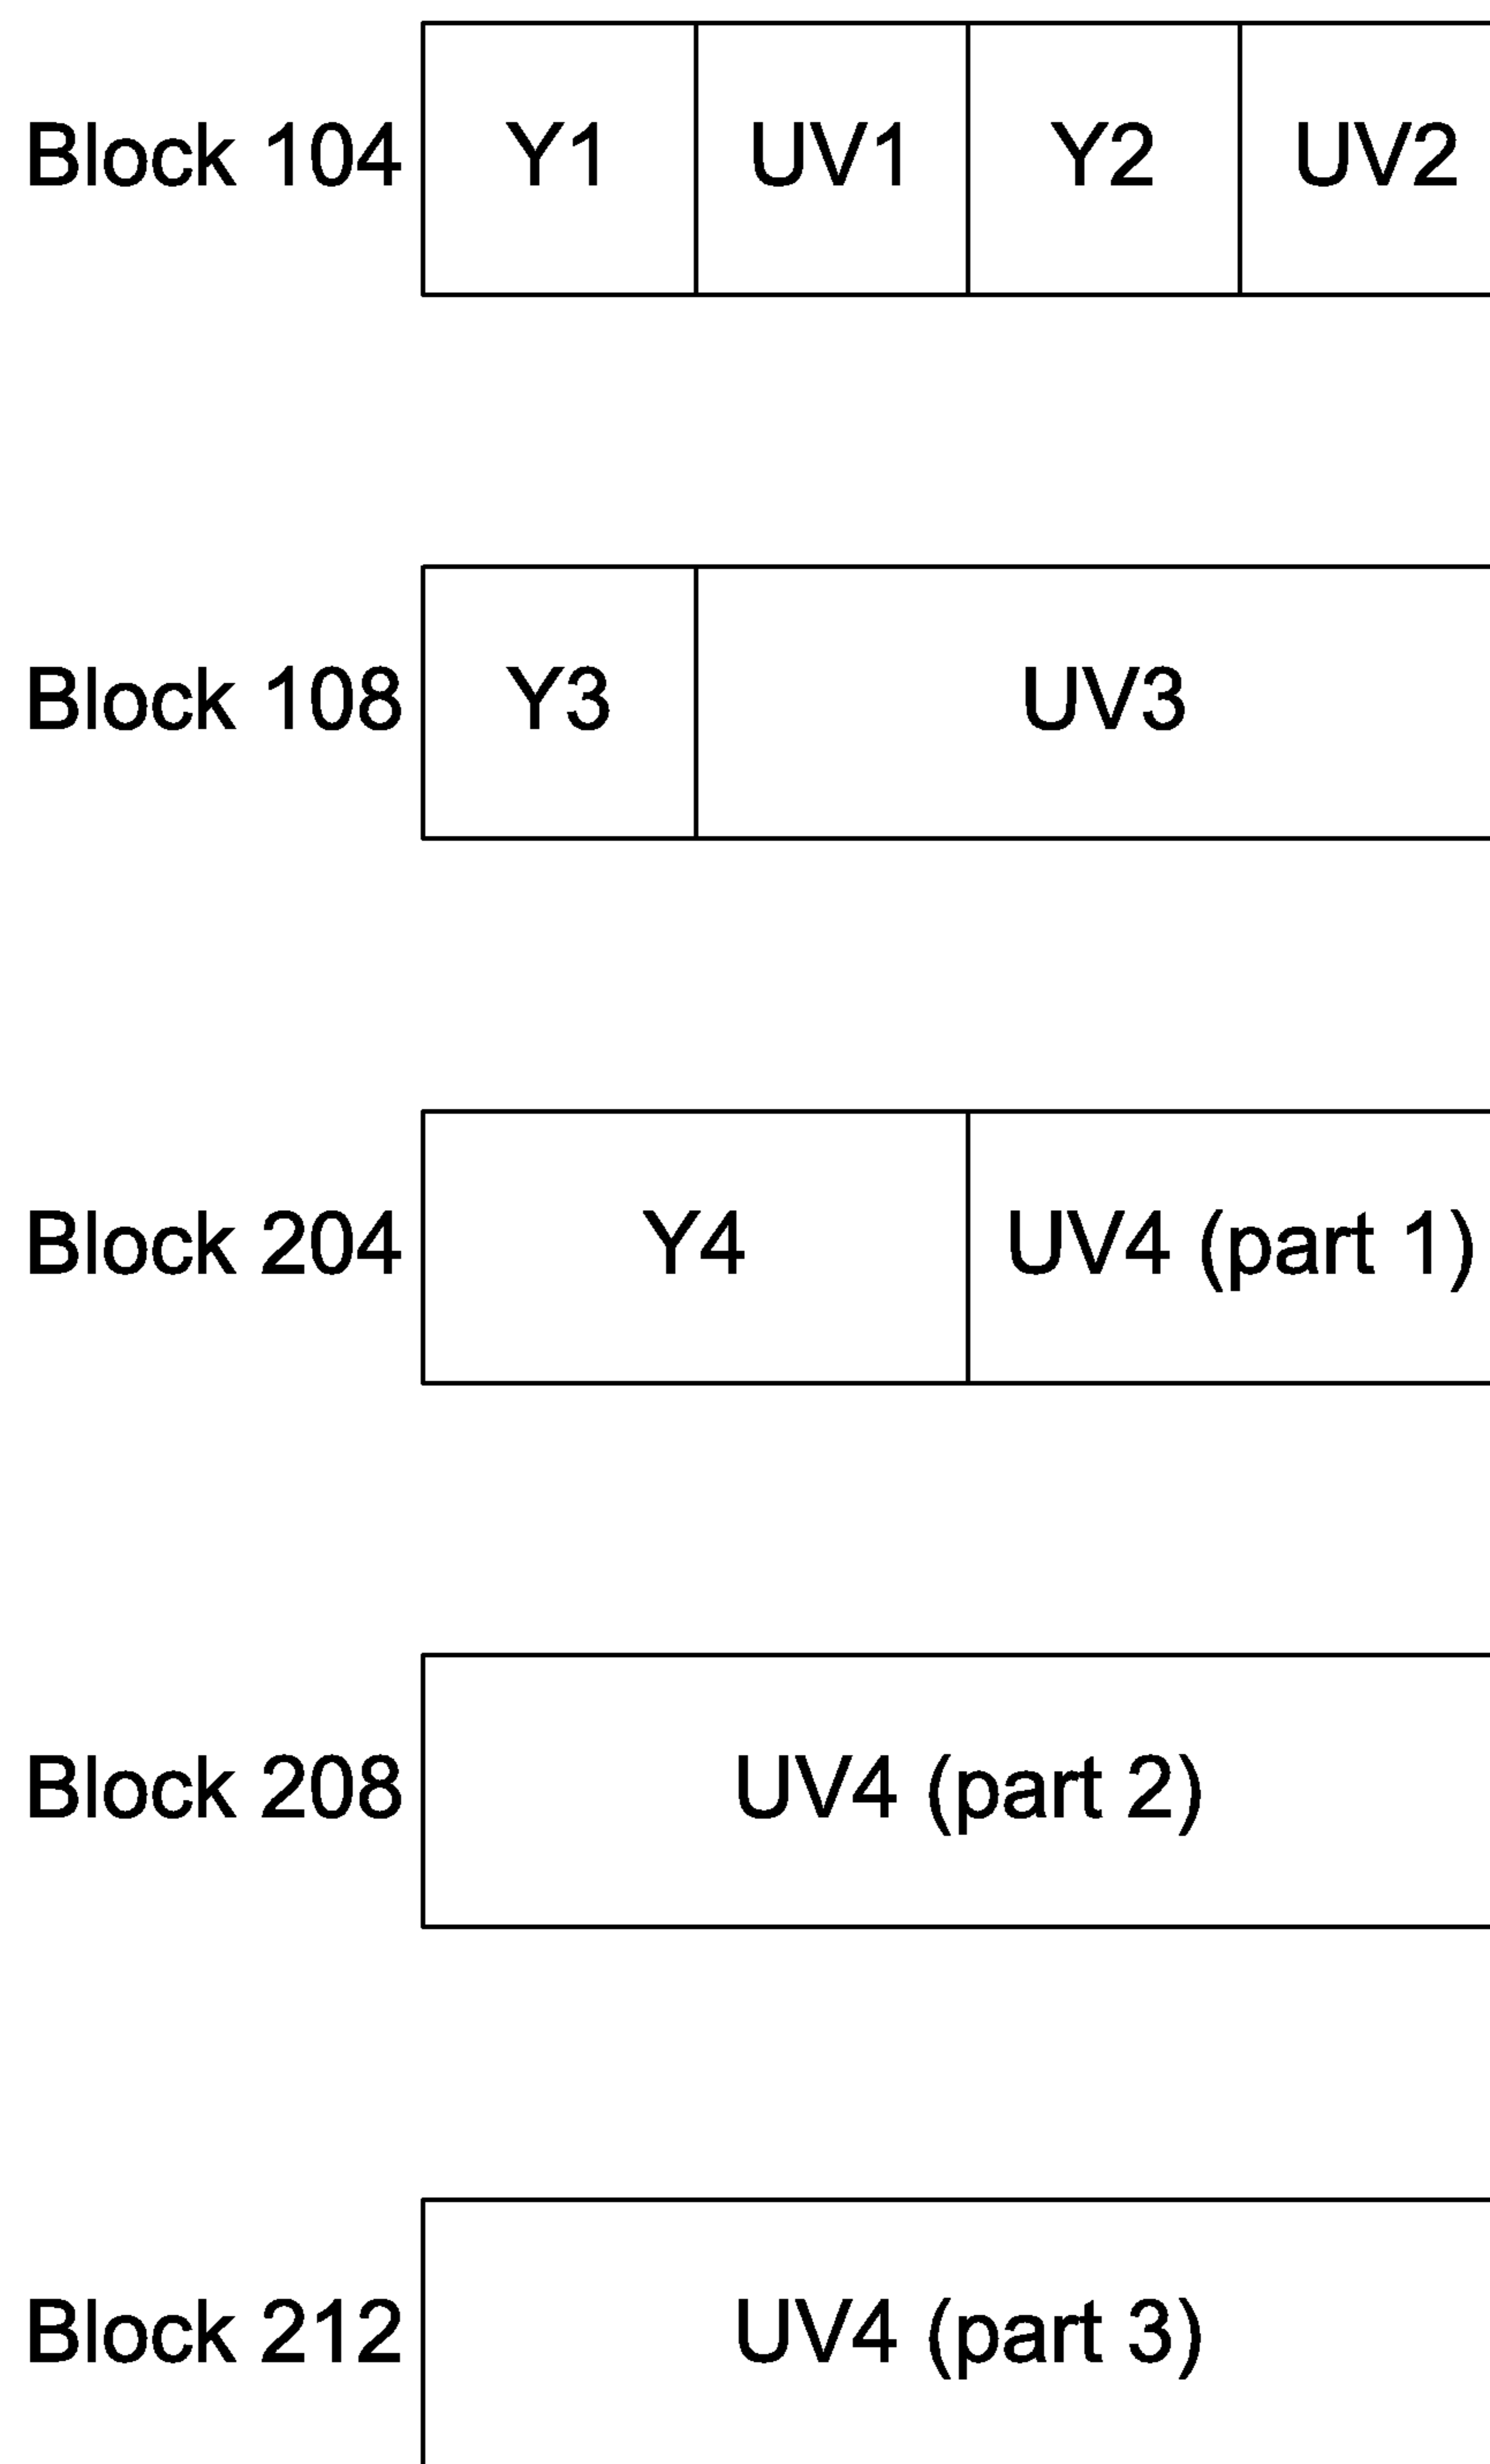 Block 104 Y1 UV1 Y2 UV2
Block 108 Y3 UV3
Block 204 Y4 UV4 (part 1)
Block 208 UV4 (part 2)
Block 212 UV4 (part 3)